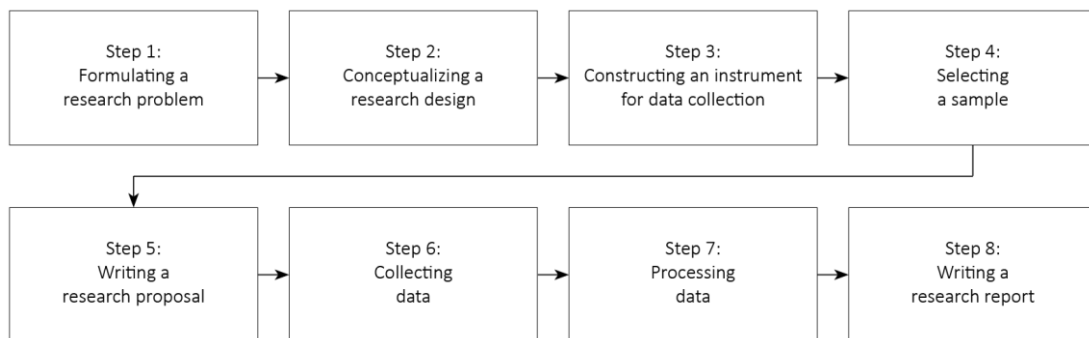 Step 1:
Formulating a
research problem
Step 2:
Conceptualizing a
research design
Step 3:
Constructing an instrument
for data collection
Step 4:
Selecting
a sample
Step 5:
Writing a
research proposal
Step 6:
Collecting
data
Step 7:
Processing
data
Step 8:
Writing a
research report